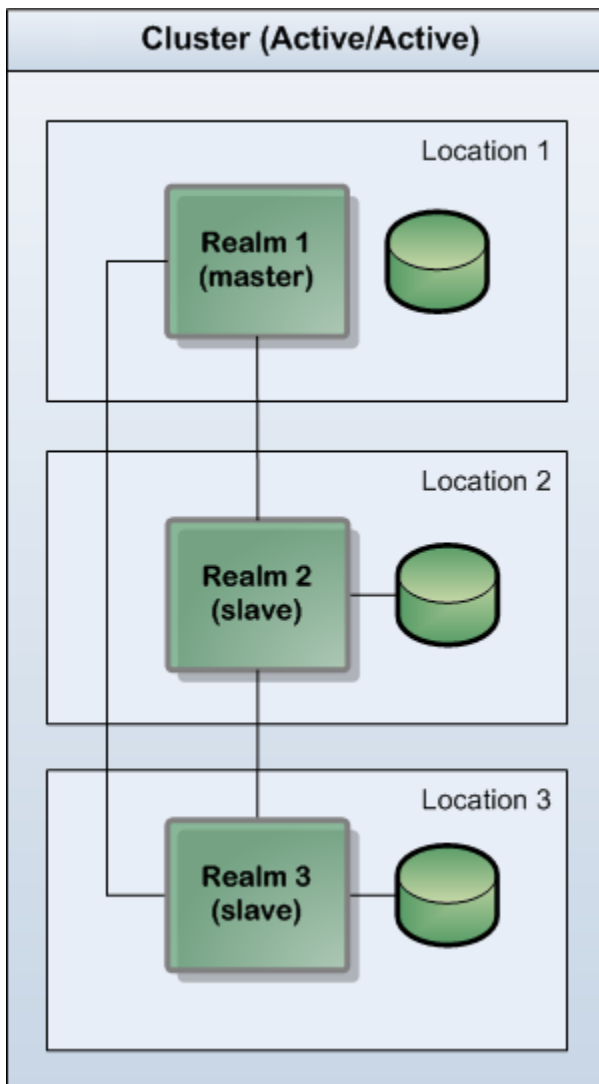 Cluster (Active/Active)
Location 1
Realm 1
(master)
Location 2
Realm 2
(slave)
Location 3
Realm 3
(slave)